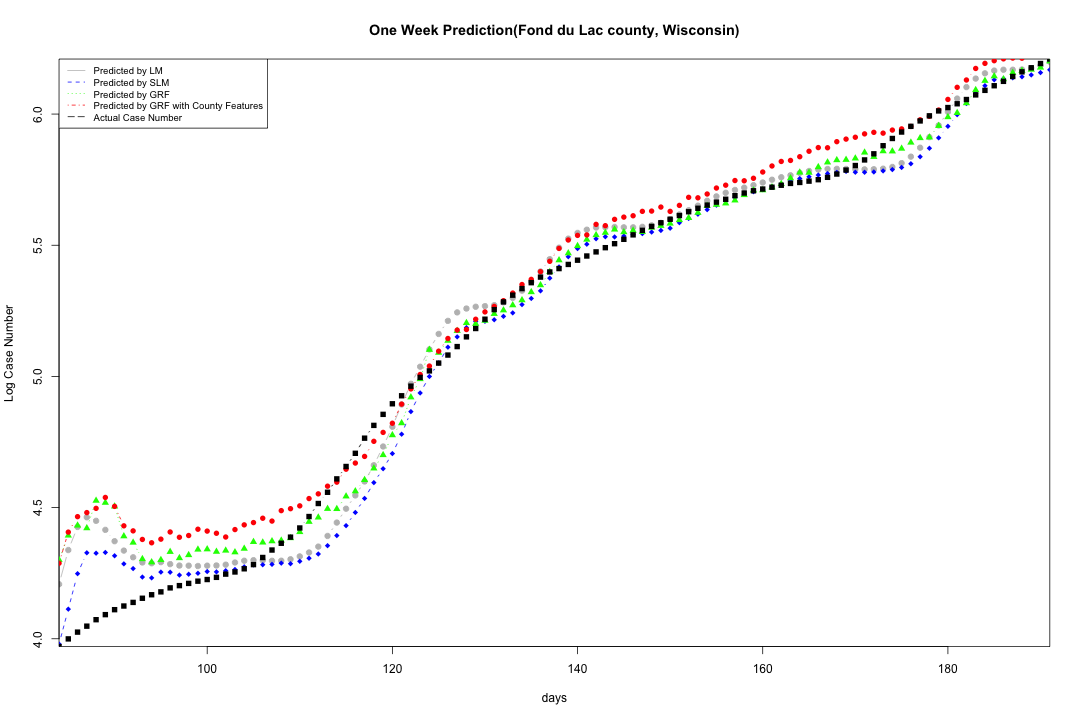 One Week Prediction(Fond du Lac county, Wisconsin)
Predicted by LM
Predicted by SLM
Predicted by GRF
Predicted by GRF with County Features
Actual Case Number
6.0
5.5
5.0
4.5
4.0
Log Case Number
100 120 140 160 180
days